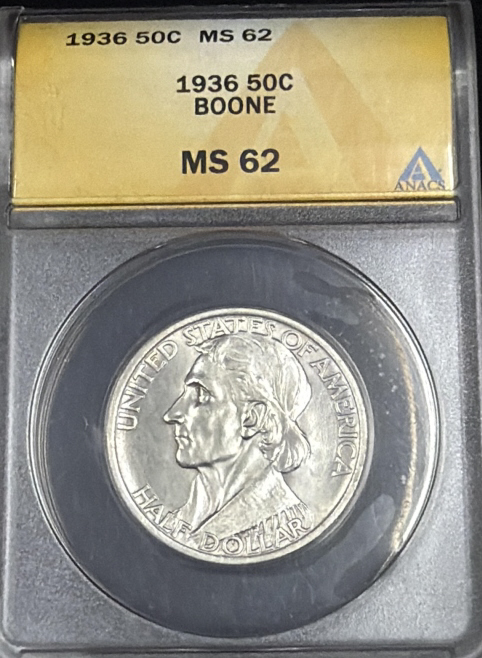 1936 50C MS 62
1936 50C
BOONE
MS 62
ANACS
UNITED STATES OF AMERICA
HALF DOLLAR